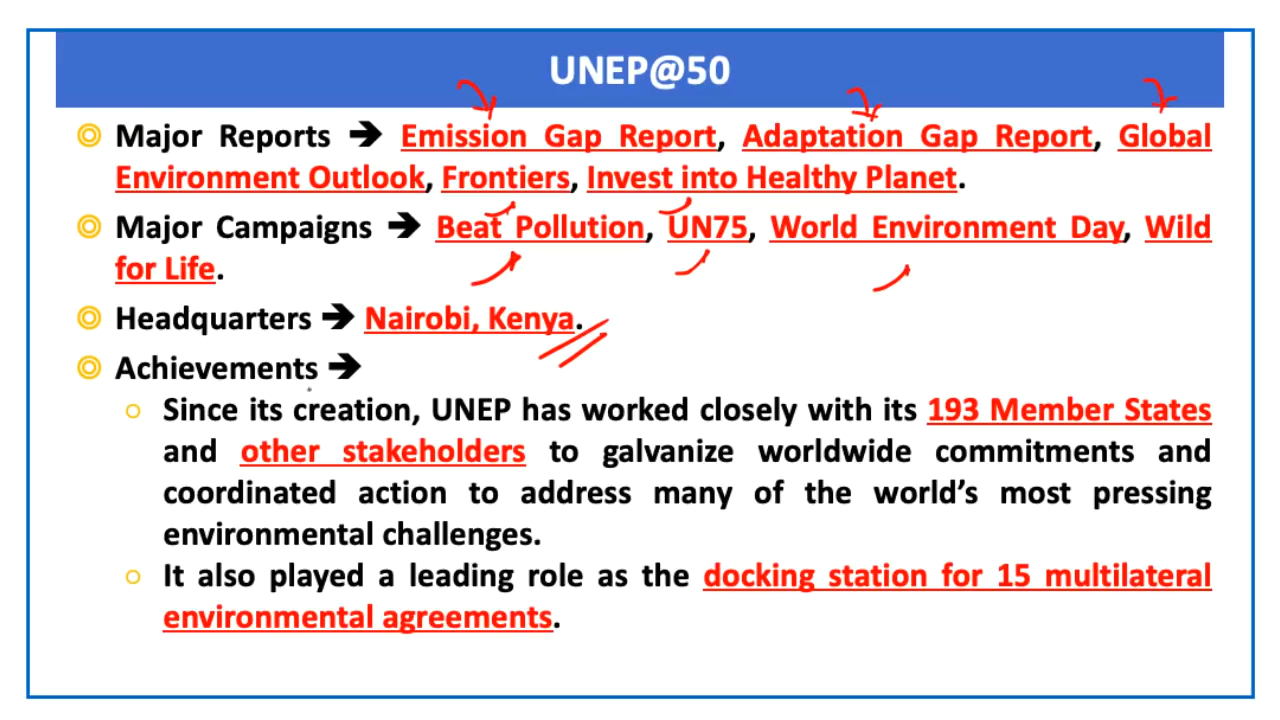 UNEP@50
Major Reports ➔ Emission Gap Report, Adaptation Gap Report, Global
Environment Outlook, Frontiers, Invest into Healthy Planet.
Major Campaigns ➔ Beat Pollution, UN75, World Environment Day, Wild
for Life.
Headquarters ➔ Nairobi, Kenya.
Achievements ➔
Since its creation, UNEP has worked closely with its 193 Member States
and other stakeholders to galvanize worldwide commitments and
coordinated action to address many of the world’s most pressing
environmental challenges.
It also played a leading role as the docking station for 15 multilateral
environmental agreements.